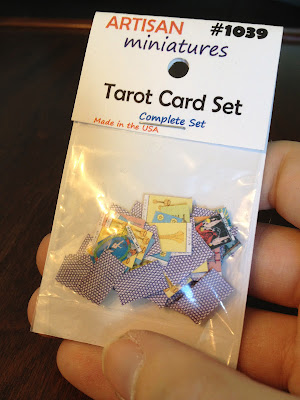 ARTISAN #1039
miniatures
Tarot Card Set
Complete Set
Made in the USA